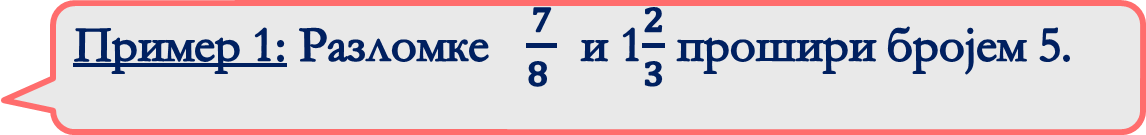 Пример 1: Разломке 7/8 и 1 2/3 прошири бројем 5.